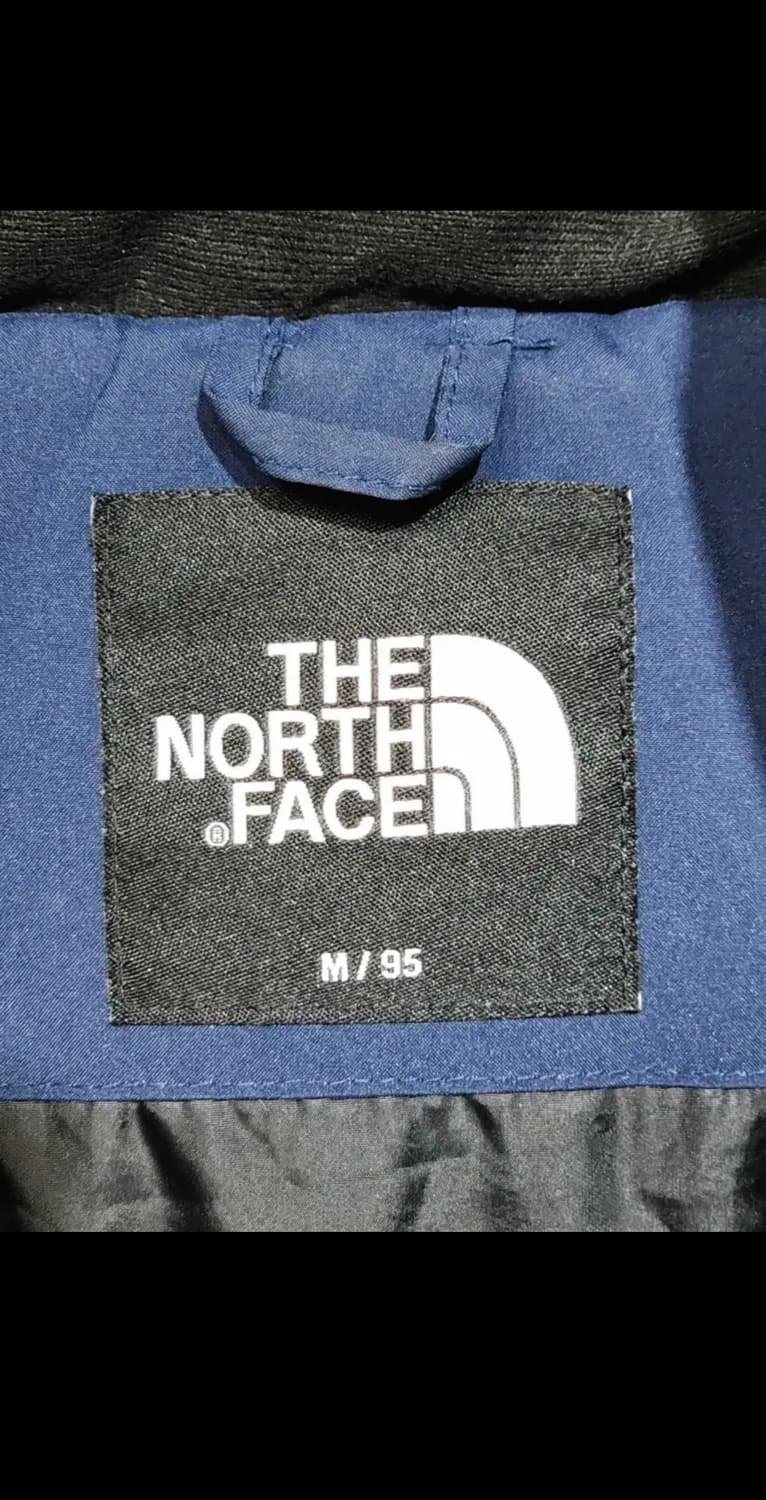 THE
NORTH
®FACE
M / 95